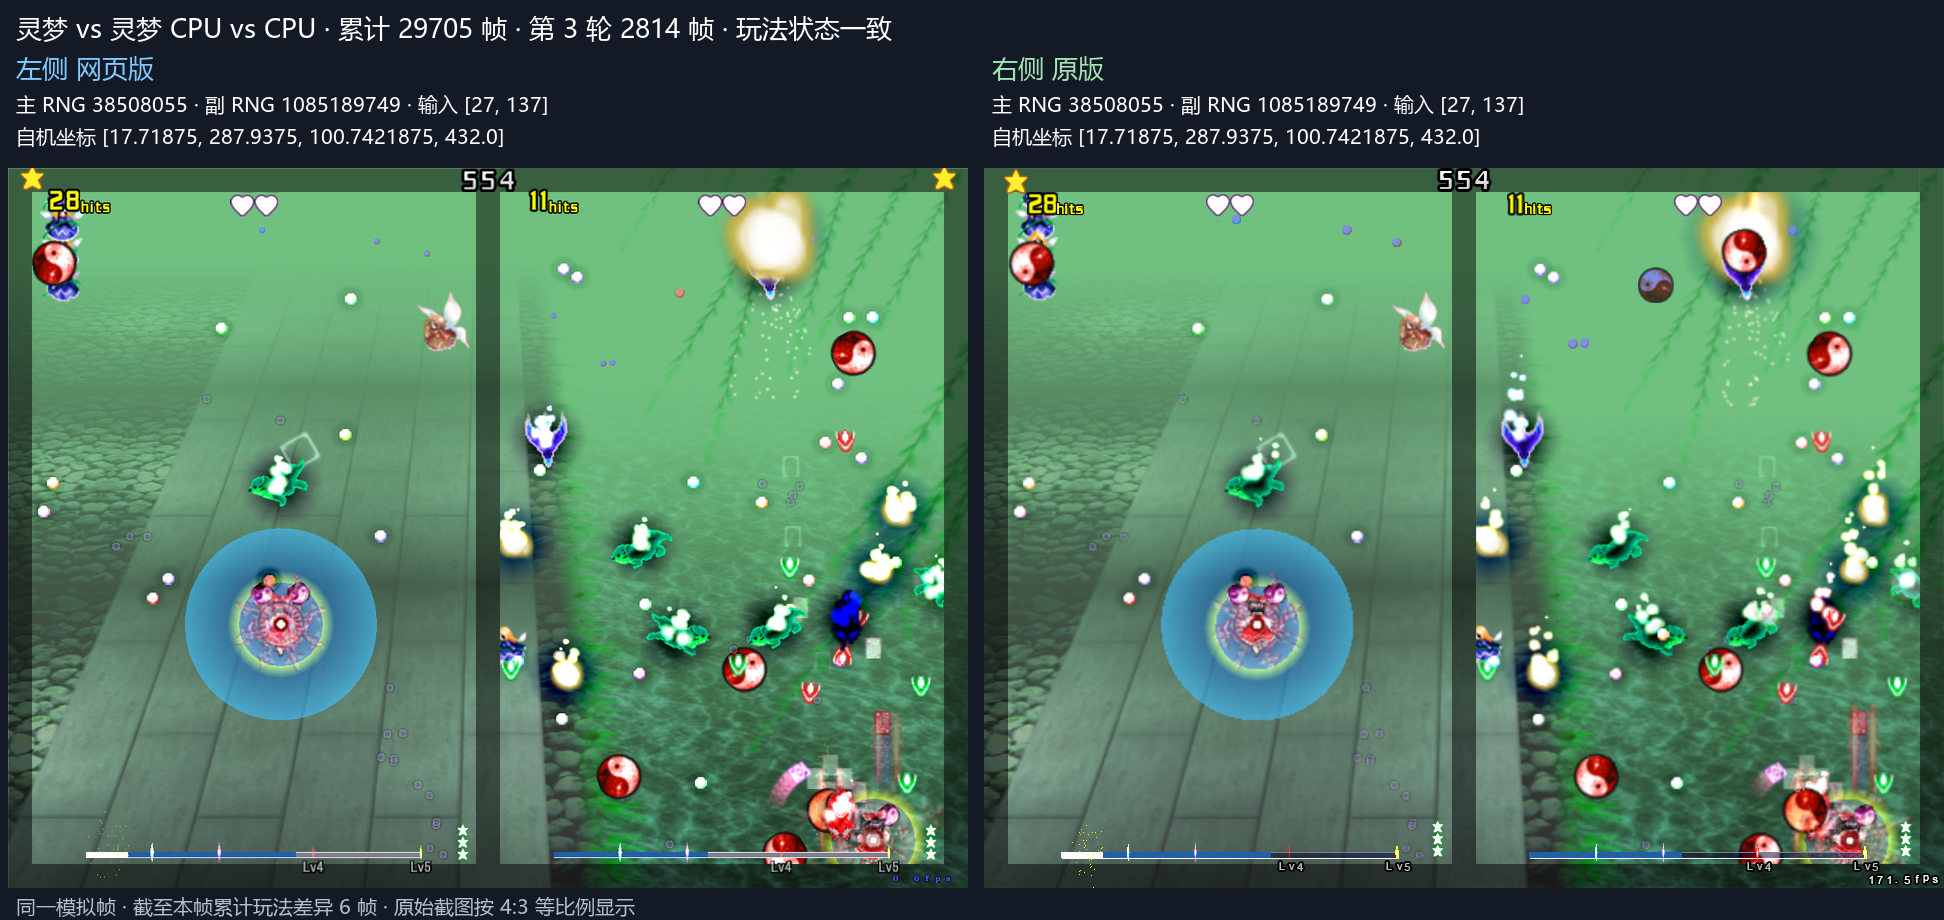 灵梦 vs 灵梦 CPU vs CPU · 累计 29705 帧 · 第 3 轮 2814 帧 · 玩法状态一致
左侧 网页版
主 RNG 38508055 · 副 RNG 1085189749 · 输入 [27, 137]
自机坐标 [17.71875, 287.9375, 100.7421875, 432.0]
右侧 原版
主 RNG 38508055 · 副 RNG 1085189749 · 输入 [27, 137]
自机坐标 [17.71875, 287.9375, 100.7421875, 432.0]
554
28hits
11hits
Lv4
Lv5
Lv4
Lv5
0.0fps
554
28hits
11hits
Lv4
Lv5
Lv4
Lv5
171.5fps
同一模拟帧 · 截至本帧累计玩法差异 6 帧 · 原始截图按 4:3 等比例显示